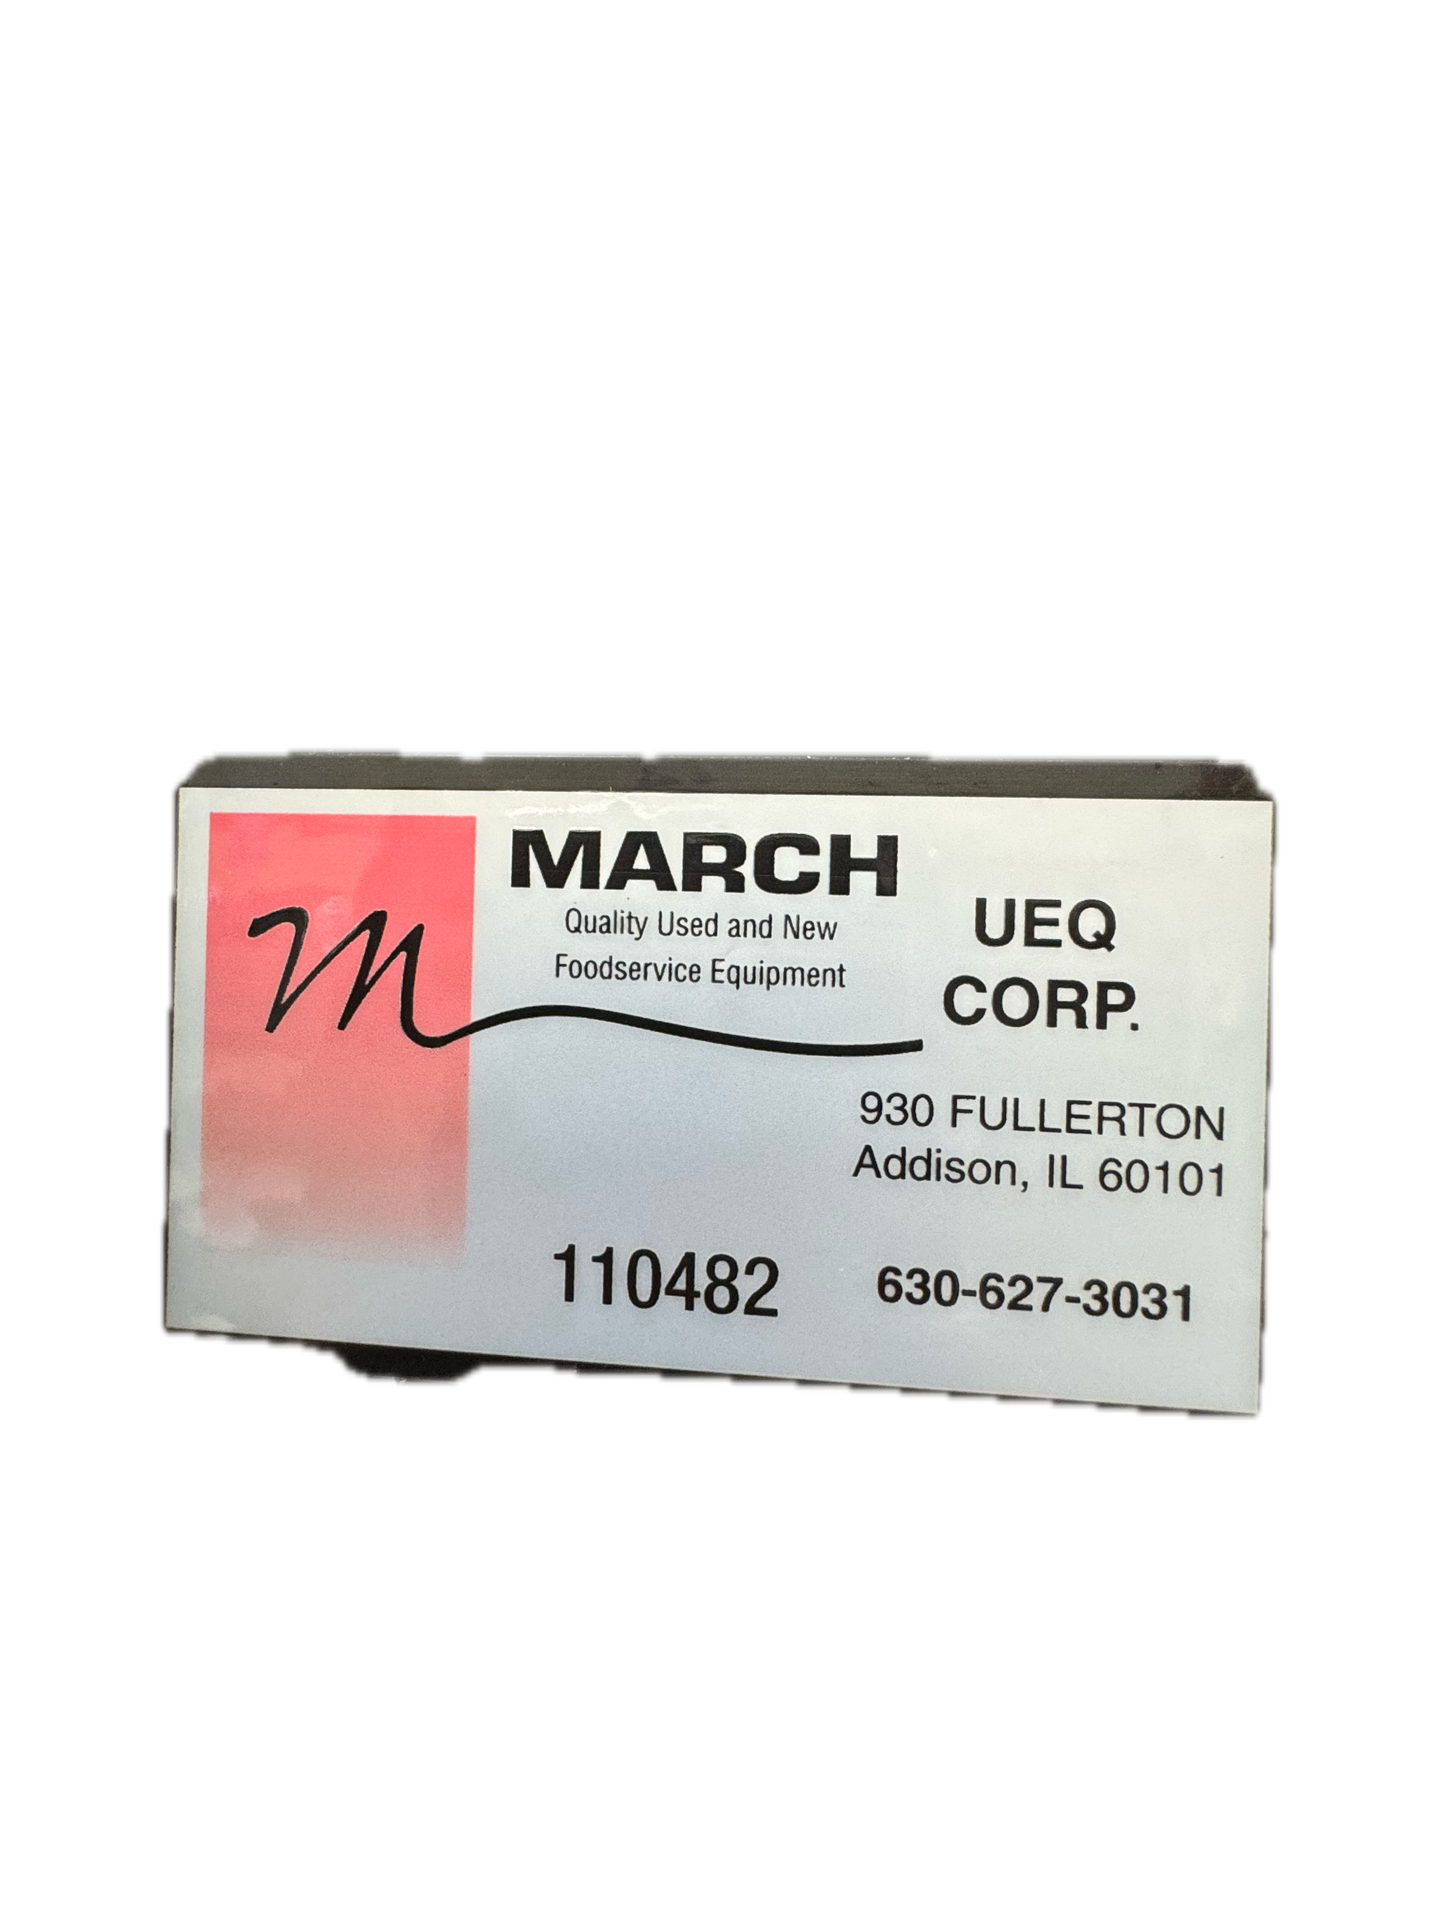 MARCH
Quality Used and New
Foodservice Equipment
M
UEQ
CORP.
930 FULLERTON
Addison, IL 60101
110482
630-627-3031